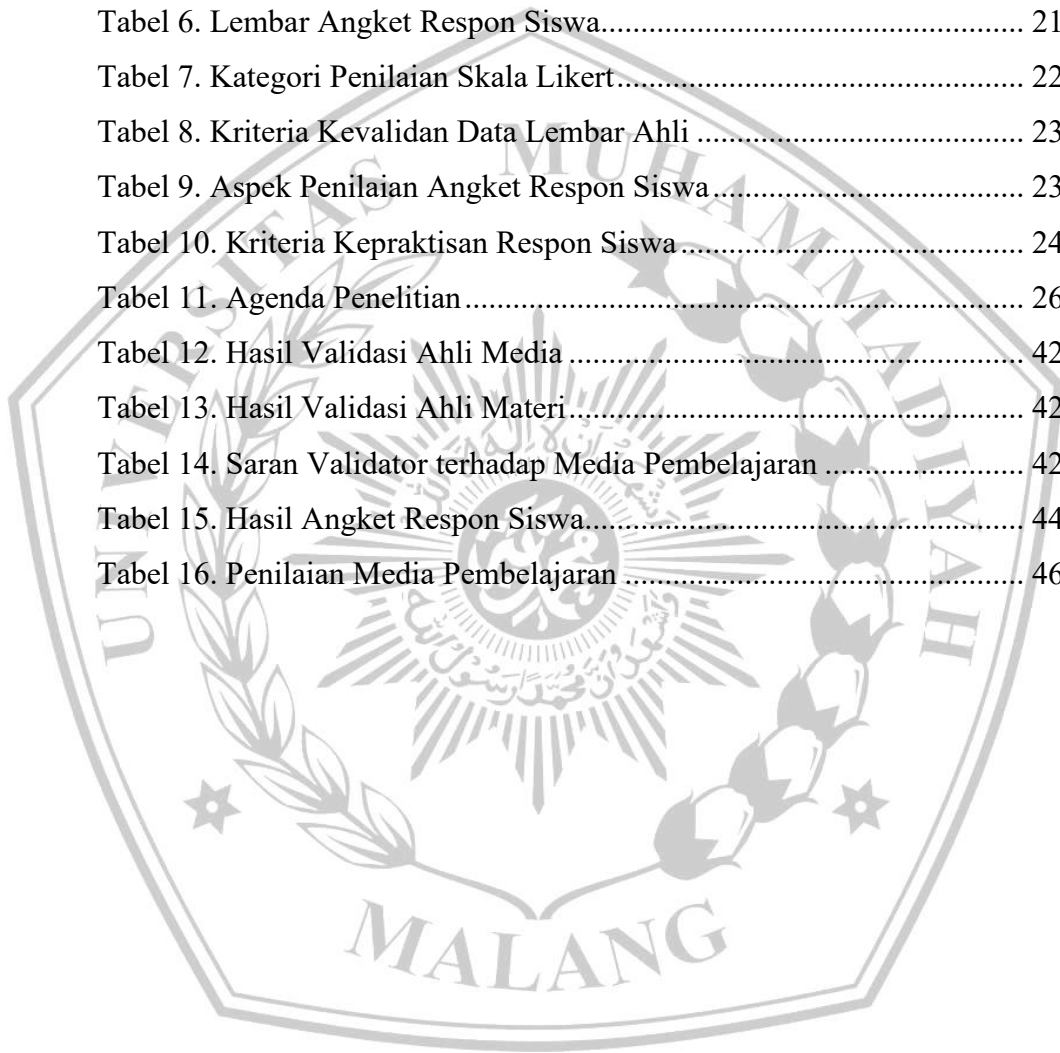 Tabel 6. Lembar Angket Respon Siswa.................................................. 21
Tabel 7. Kategori Penilaian Skala Likert................................................ 22
Tabel 8. Kriteria Kevalidan Data Lembar Ahli ....................................... 23
Tabel 9. Aspek Penilaian Angket Respon Siswa..................................... 23
Tabel 10. Kriteria Kepraktisan Respon Siswa......................................... 24
Tabel 11. Agenda Penelitian.................................................................... 26
Tabel 12. Hasil Validasi Ahli Media ....................................................... 42
Tabel 13. Hasil Validasi Ahli Materi....................................................... 42
Tabel 14. Saran Validator terhadap Media Pembelajaran ........................ 42
Tabel 15. Hasil Angket Respon Siswa..................................................... 44
Tabel 16. Penilaian Media Pembelajaran ................................................ 46
UNIVERSITAS MUHAMMADIYAH
MALANG